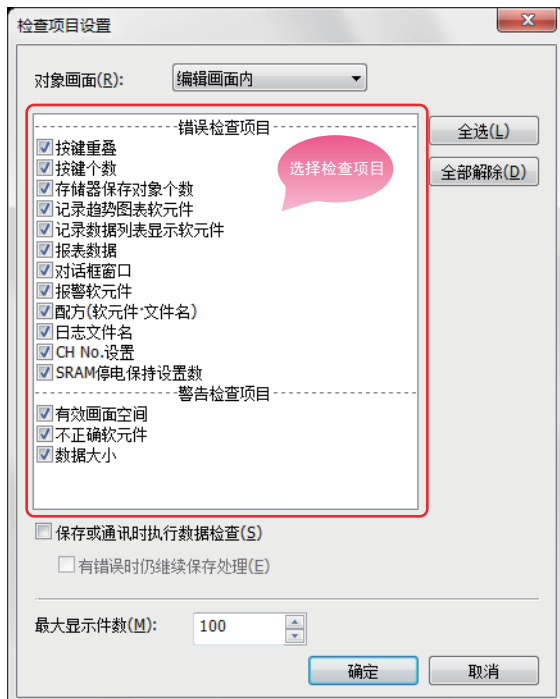 检查项目设置
对象画面(R): 编辑画面内
错误检查项目
全选(L)
按键重叠
按键个数
选择检查项目
全部解除(D)
存储器保存对象个数
记录趋势图表软元件
记录数据列表显示软元件
报表数据
对话框窗口
报警软元件
配方(软元件·文件名)
日志文件名
CH No.设置
SRAM停电保持设置数
警告检查项目
有效画面空间
不正确软元件
数据大小
保存或通讯时执行数据检查(S)
有错误时仍继续保存处理(E)
最大显示件数(M): 100
确定 取消